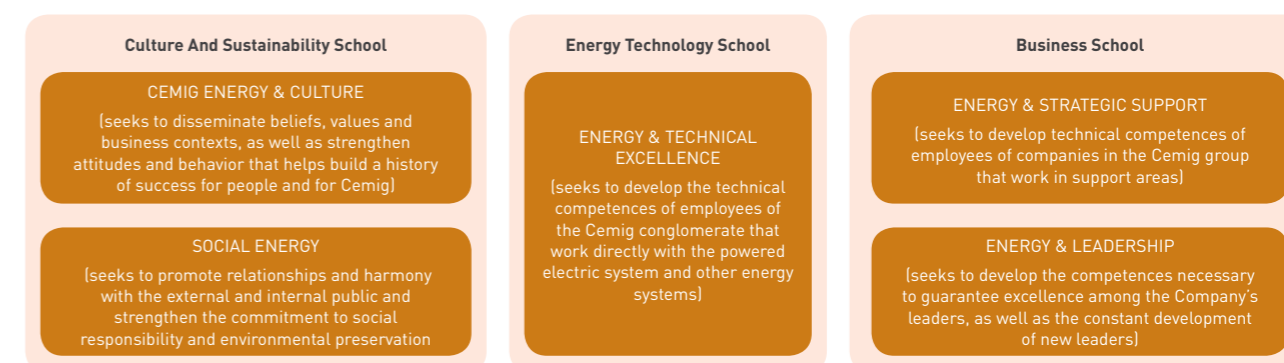 Culture And Sustainability School
CEMIG ENERGY & CULTURE
(seeks to disseminate beliefs, values and
business contexts, as well as strengthen
attitudes and behavior that helps build a history
of success for people and for Cemig)
SOCIAL ENERGY
(seeks to promote relationships and harmony
with the external and internal public and
strengthen the commitment to social
responsibility and environmental preservation
Energy Technology School
ENERGY & TECHNICAL
EXCELLENCE
(seeks to develop the technical
competences of employees of
the Cemig conglomerate that
work directly with the powered
electric system and other energy
systems)
Business School
ENERGY & STRATEGIC SUPPORT
(seeks to develop technical competences of
employees of companies in the Cemig group
that work in support areas)
ENERGY & LEADERSHIP
(seeks to develop the competences necessary
to guarantee excellence among the Company's
leaders, as well as the constant development
of new leaders)